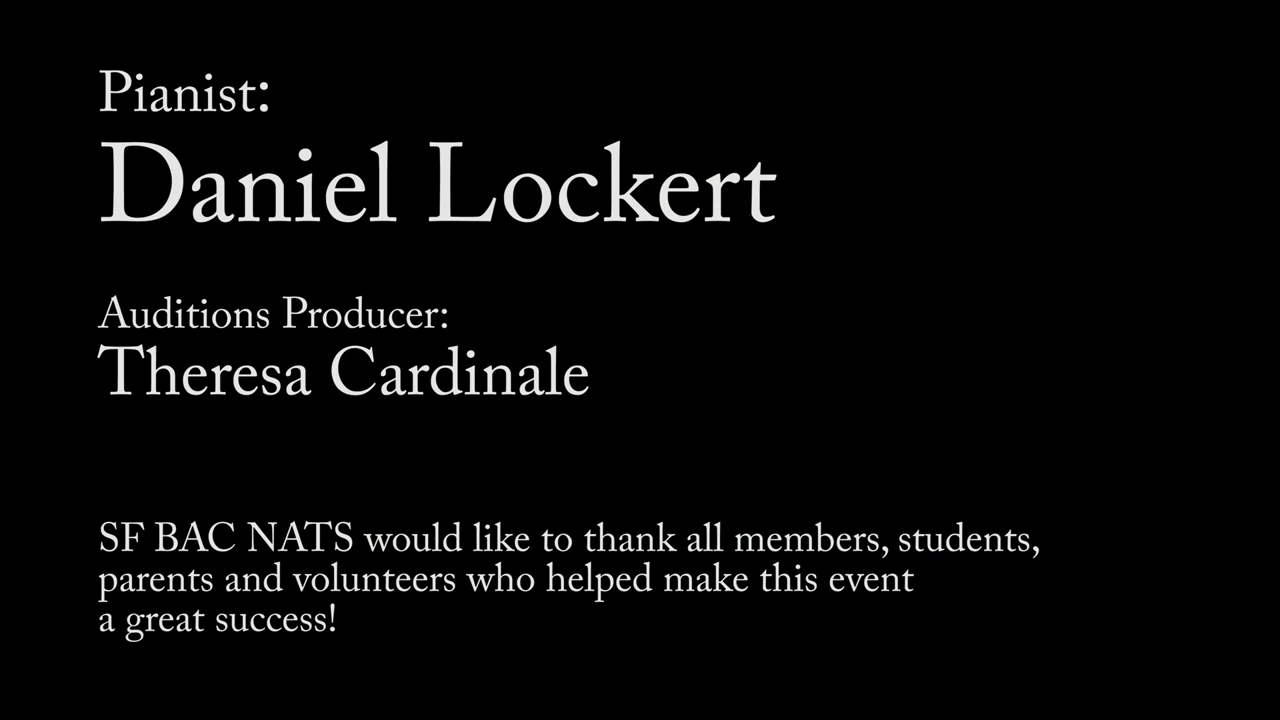 Pianist:
Daniel Lockert
Auditions Producer:
Theresa Cardinale
SF BAC NATS would like to thank all members, students,
parents and volunteers who helped make this event
a great success!